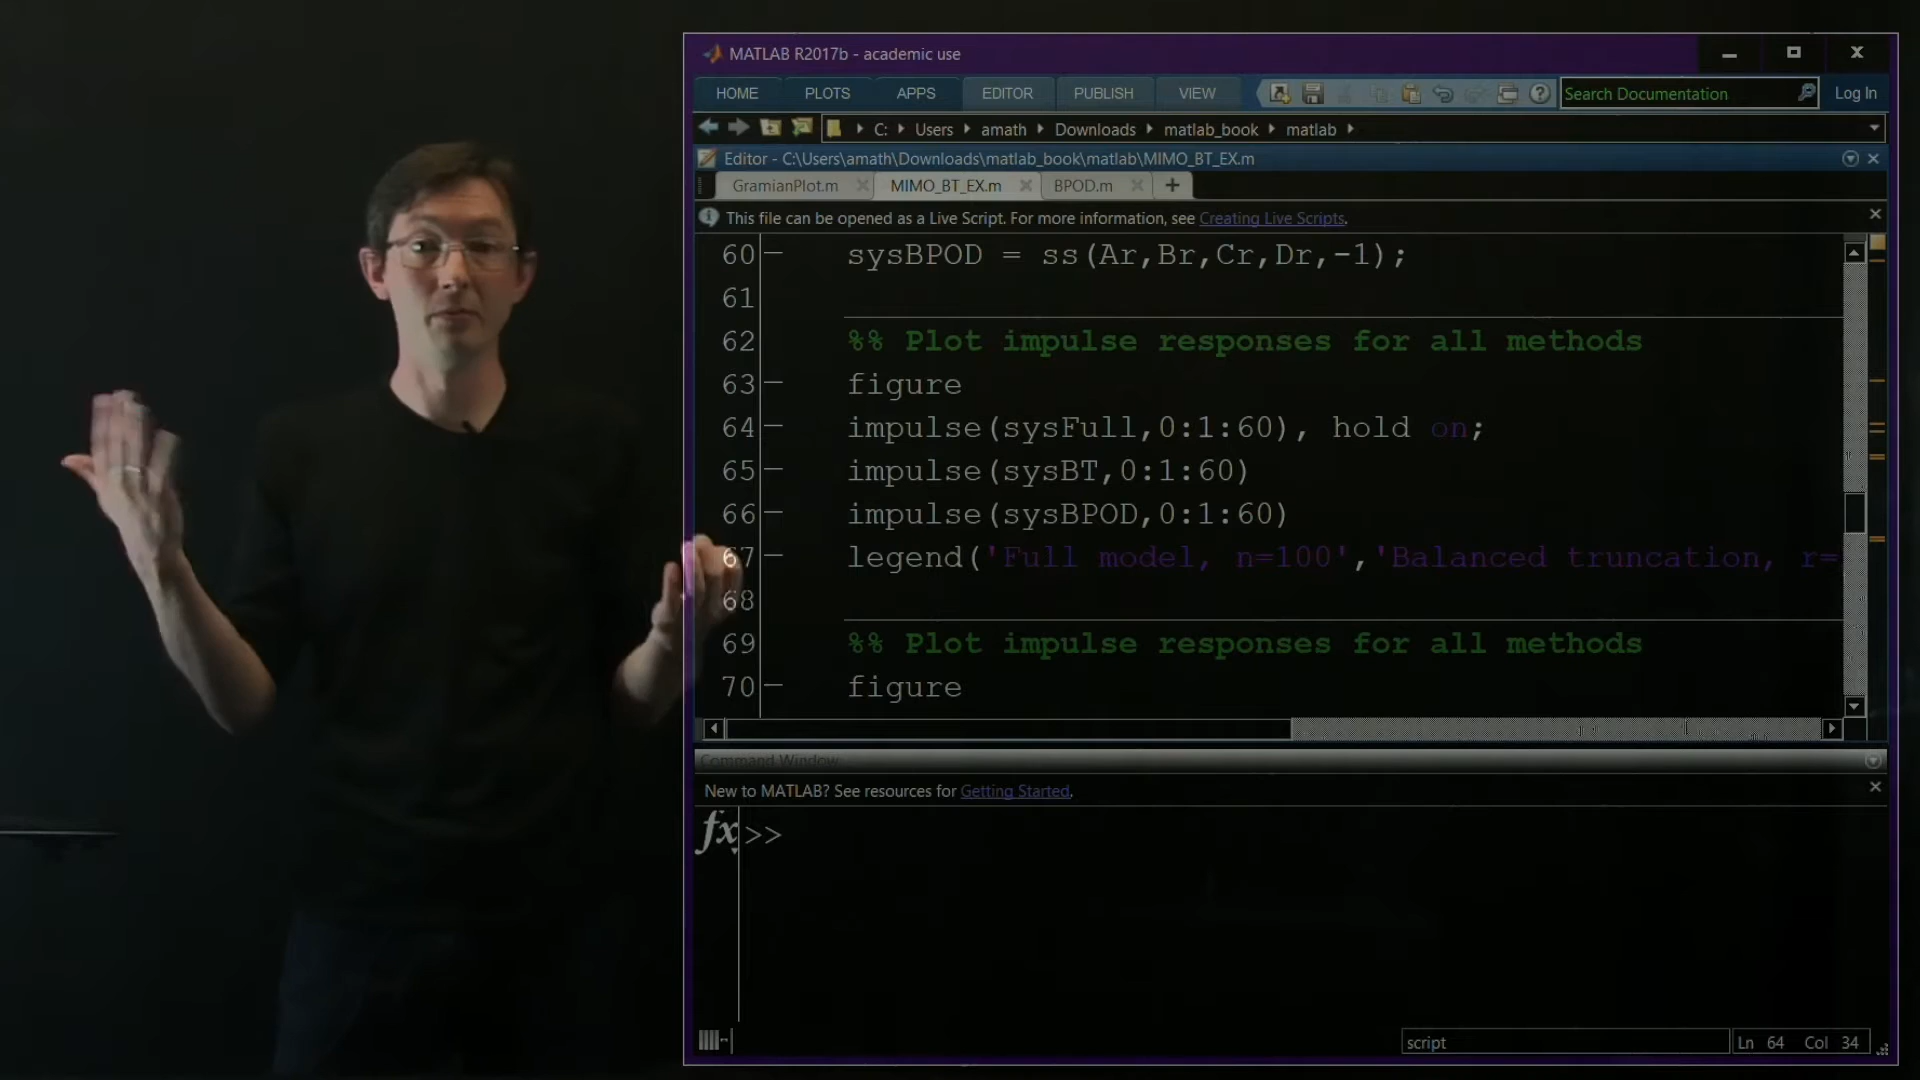 MATLAB R2017b - academic use
HOME PLOTS APPS EDITOR PUBLISH VIEW Search Documentation Log In
C: Users amath Downloads matlab_book matlab
Editor - C:\Users\amath\Downloads\matlab_book\matlab\MIMO_BT_EX.m
GramianPlot.m MIMO_BT_EX.m BPOD.m
This file can be opened as a Live Script. For more information, see Creating Live Scripts.
60 sysBPOD = ss(Ar,Br,Cr,Dr,-1);
61
62 %% Plot impulse responses for all methods
63 figure
64 impulse(sysFull,0:1:60), hold on;
65 impulse(sysBT,0:1:60)
66 impulse(sysBPOD,0:1:60)
67 legend('Full model, n=100','Balanced truncation, r=
68
69 %% Plot impulse responses for all methods
70 figure
Command Window
New to MATLAB? See resources for Getting Started.
fx >>
script Ln 64 Col 34